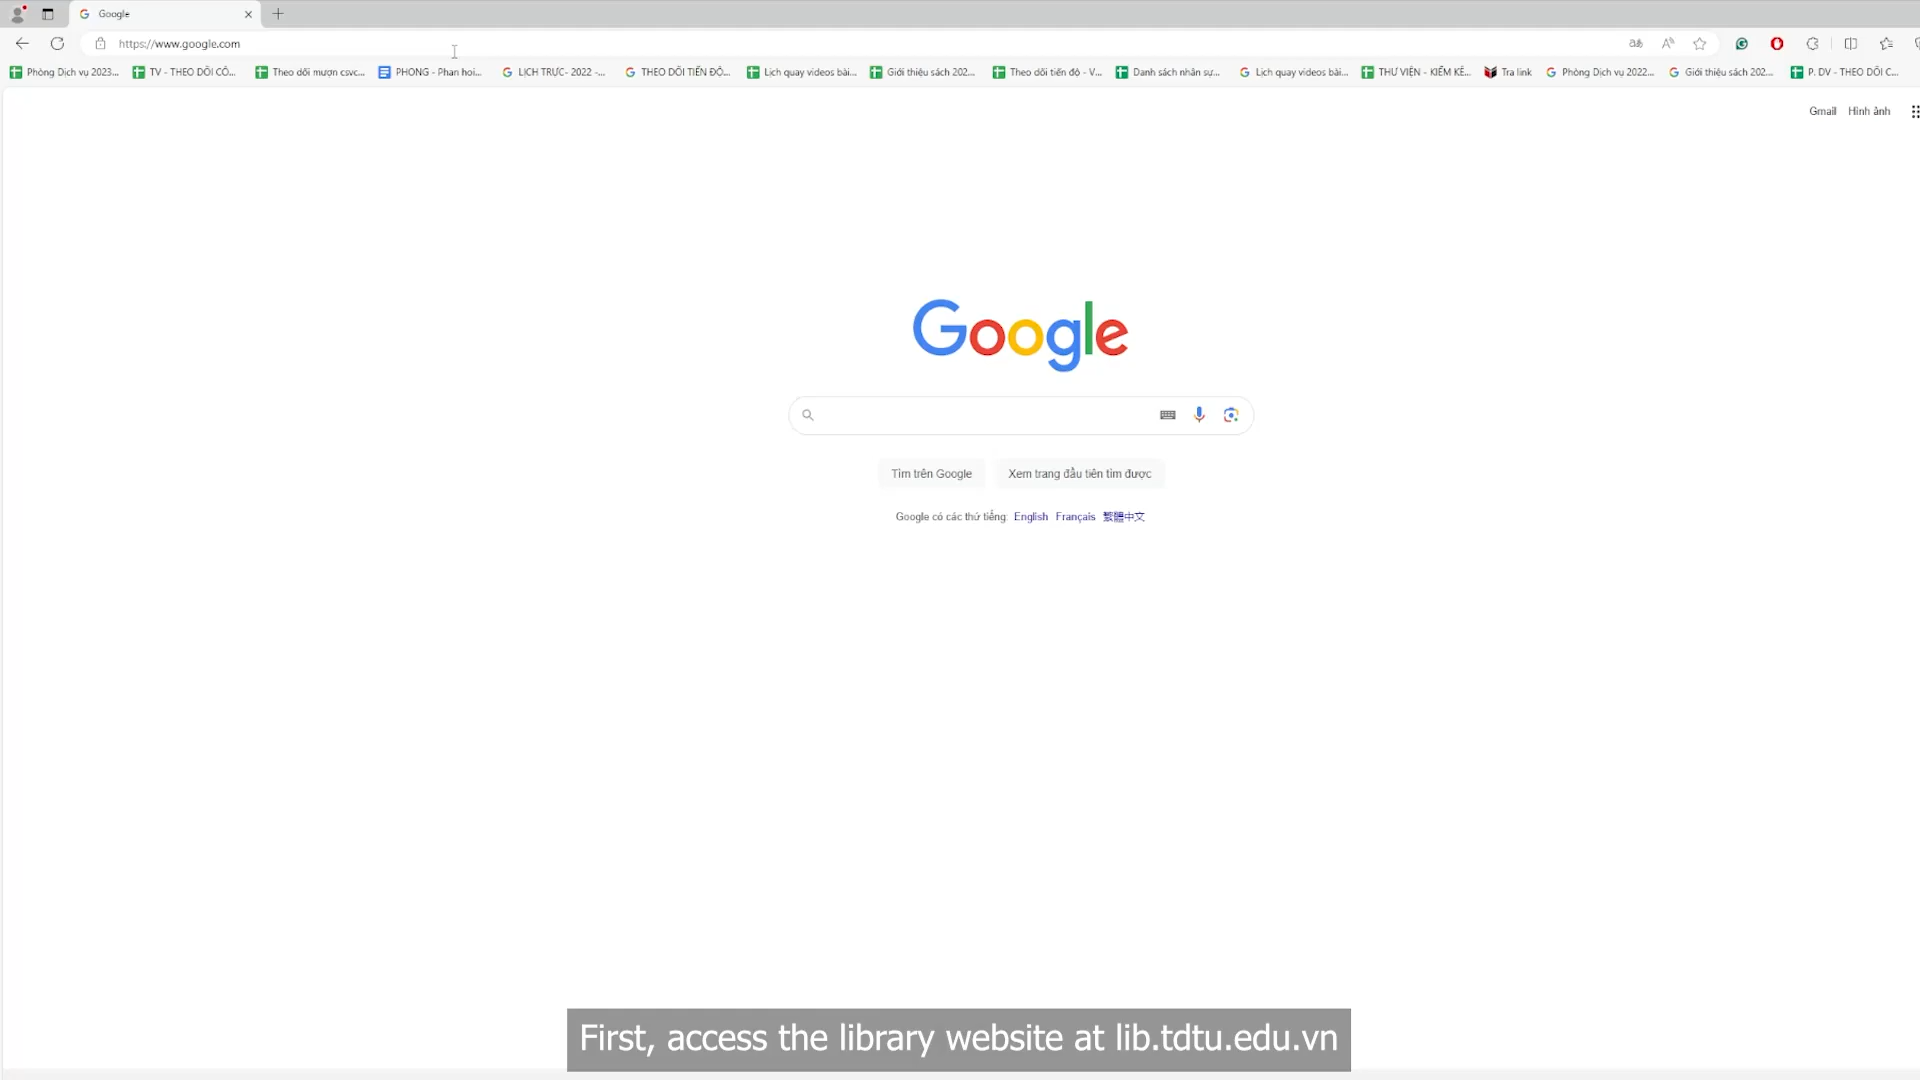 Google
https://www.google.com
Phòng Dịch vụ 2023...
TV - THEO DÕI CÔ...
Theo dõi mượn csvc...
PHONG - Phan hoi...
LỊCH TRỰC- 2022 -...
THEO DÕI TIẾN ĐỘ...
Lịch quay videos bài...
Giới thiệu sách 202...
Theo dõi tiến độ - V...
Danh sách nhân sự...
Lịch quay videos bài...
THƯ VIỆN - KIỂM KÊ...
Tra link
Phòng Dịch vụ 2022...
Giới thiệu sách 202...
P. DV - THEO DÕI C...
Gmail Hình ảnh
Google
Tìm trên Google
Xem trang đầu tiên tìm được
Google có các thứ tiếng: English Français 繁體中文
First, access the library website at lib.tdtu.edu.vn